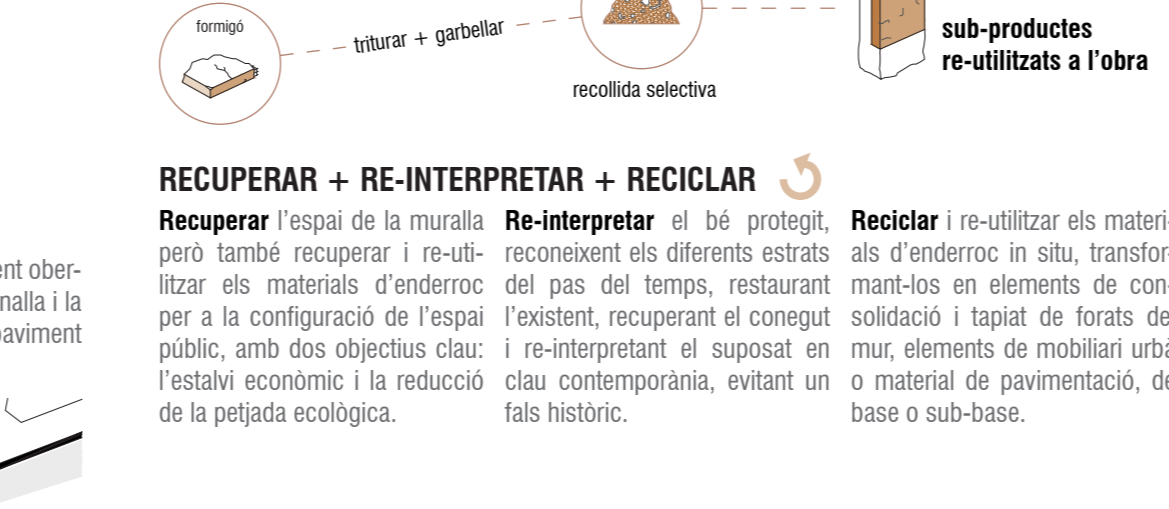 formigó
triturar + garbellar
recollida selectiva
sub-productes
re-utilitzats a l'obra
ent ober-
nalla i la
paviment
RECUPERAR + RE-INTERPRETAR + RECICLAR
Recuperar l'espai de la muralla
però també recuperar i re-uti-
litzar els materials d'enderroc
per a la configuració de l'espai
públic, amb dos objectius clau:
l'estalvi econòmic i la reducció
de la petjada ecològica.
Re-interpretar el bé protegit,
reconeixent els diferents estrats
del pas del temps, restaurant
l'existent, recuperant el conegut
i re-interpretant el suposat en
clau contemporània, evitant un
fals històric.
Reciclar i re-utilitzar els materi-
als d'enderroc in situ, transfor-
mant-los en elements de con-
solidació i tapiat de forats de
mur, elements de mobiliari urbà
o material de pavimentació, de
base o sub-base.